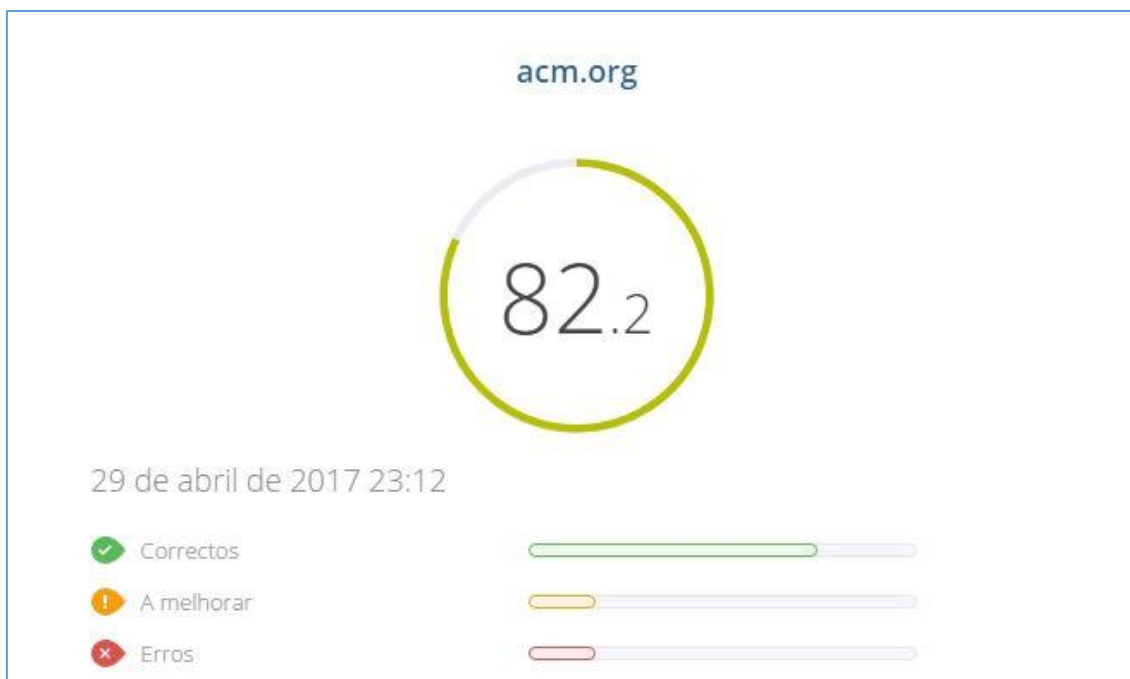 acm.org
82.2
29 de abril de 2017 23:12
Correctos
A melhorar
Erros